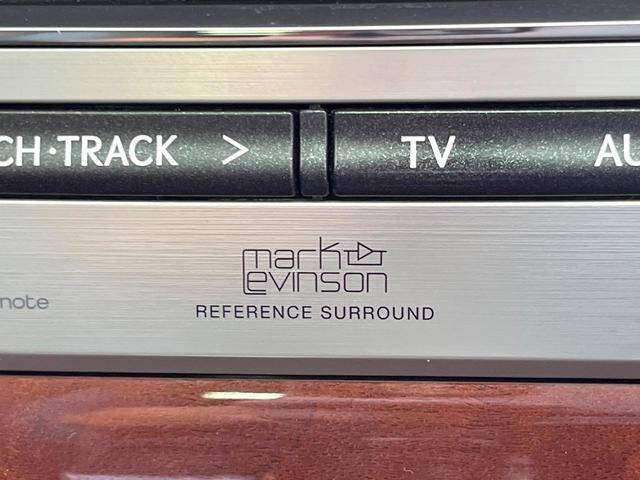 CH·TRACK >
TV
AU
mark
Levinson
note
REFERENCE SURROUND